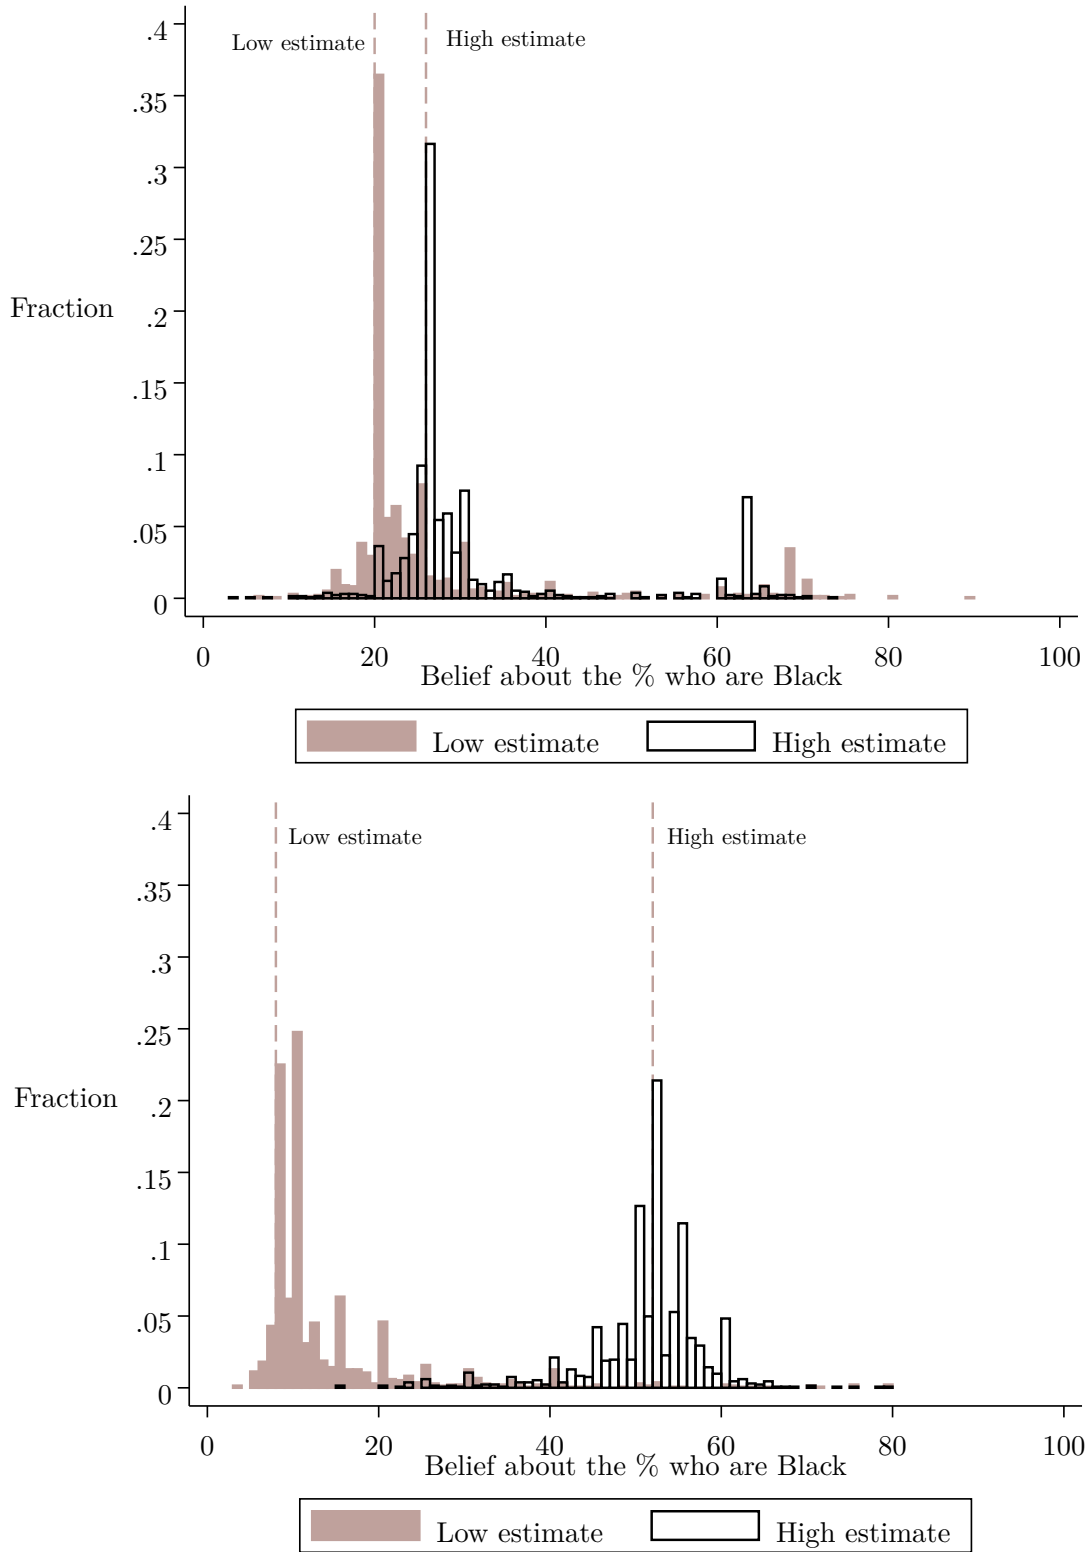 .4
Low estimate
High estimate
.35
.3
.25
Fraction
.2
.15
.1
.05
0
0 20 40 60 80 100
Belief about the % who are Black
Low estimate High estimate
.4
Low estimate
High estimate
.35
.3
.25
Fraction
.2
.15
.1
.05
0
0 20 40 60 80 100
Belief about the % who are Black
Low estimate High estimate